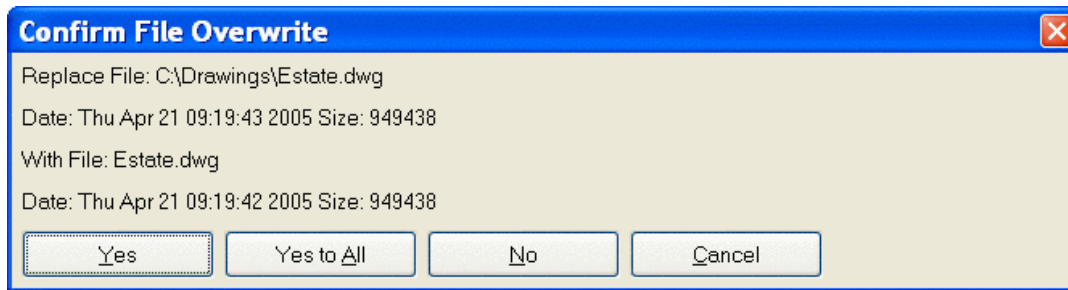 Confirm File Overwrite
Replace File: C:\Drawings\Estate.dwg
Date: Thu Apr 21 09:19:43 2005 Size: 949438
With File: Estate.dwg
Date: Thu Apr 21 09:19:42 2005 Size: 949438
Yes Yes to All No Cancel